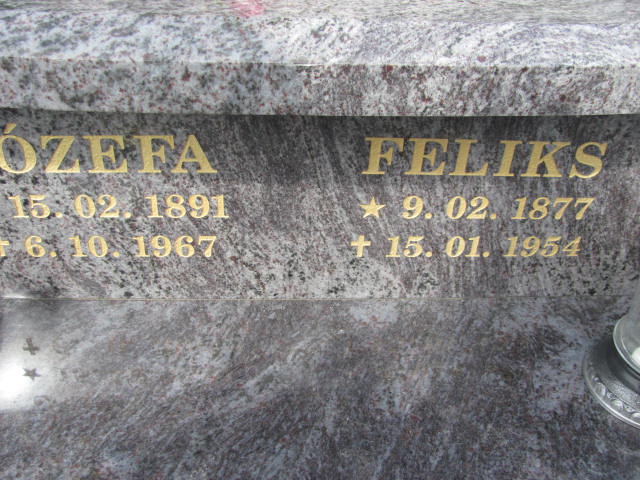 ÓZEFA
15. 02. 1891
✝ 6. 10. 1967
FELIKS
★ 9. 02. 1877
✝ 15. 01. 1954